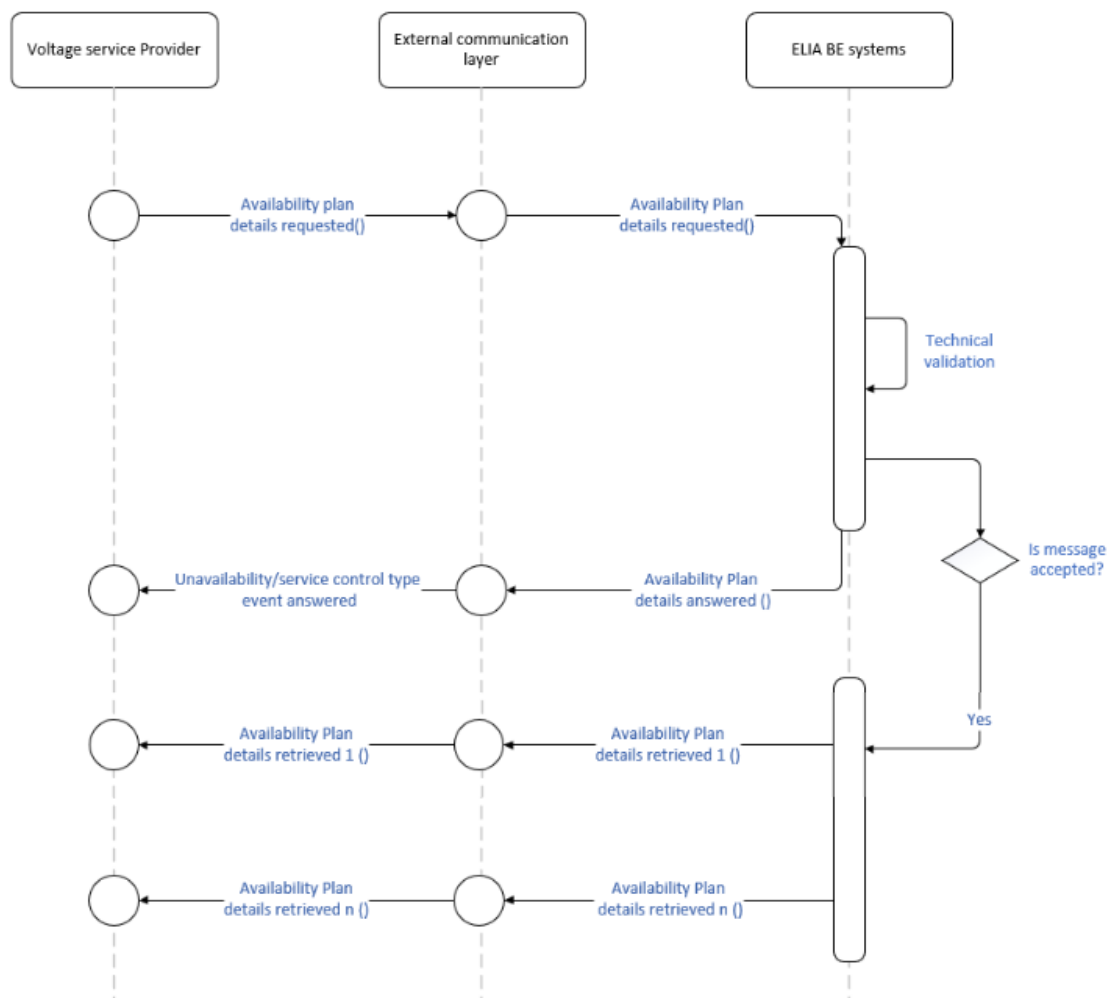 Voltage service Provider
External communication
layer
ELIA BE systems
Availability plan
details requested()
Availability Plan
details requested()
Technical
validation
Is message
accepted?
Unavailability/service control type
event answered
Availability Plan
details answered ()
Yes
Availability Plan
details retrieved 1 ()
Availability Plan
details retrieved 1 ()
Availability Plan
details retrieved n ()
Availability Plan
details retrieved n ()